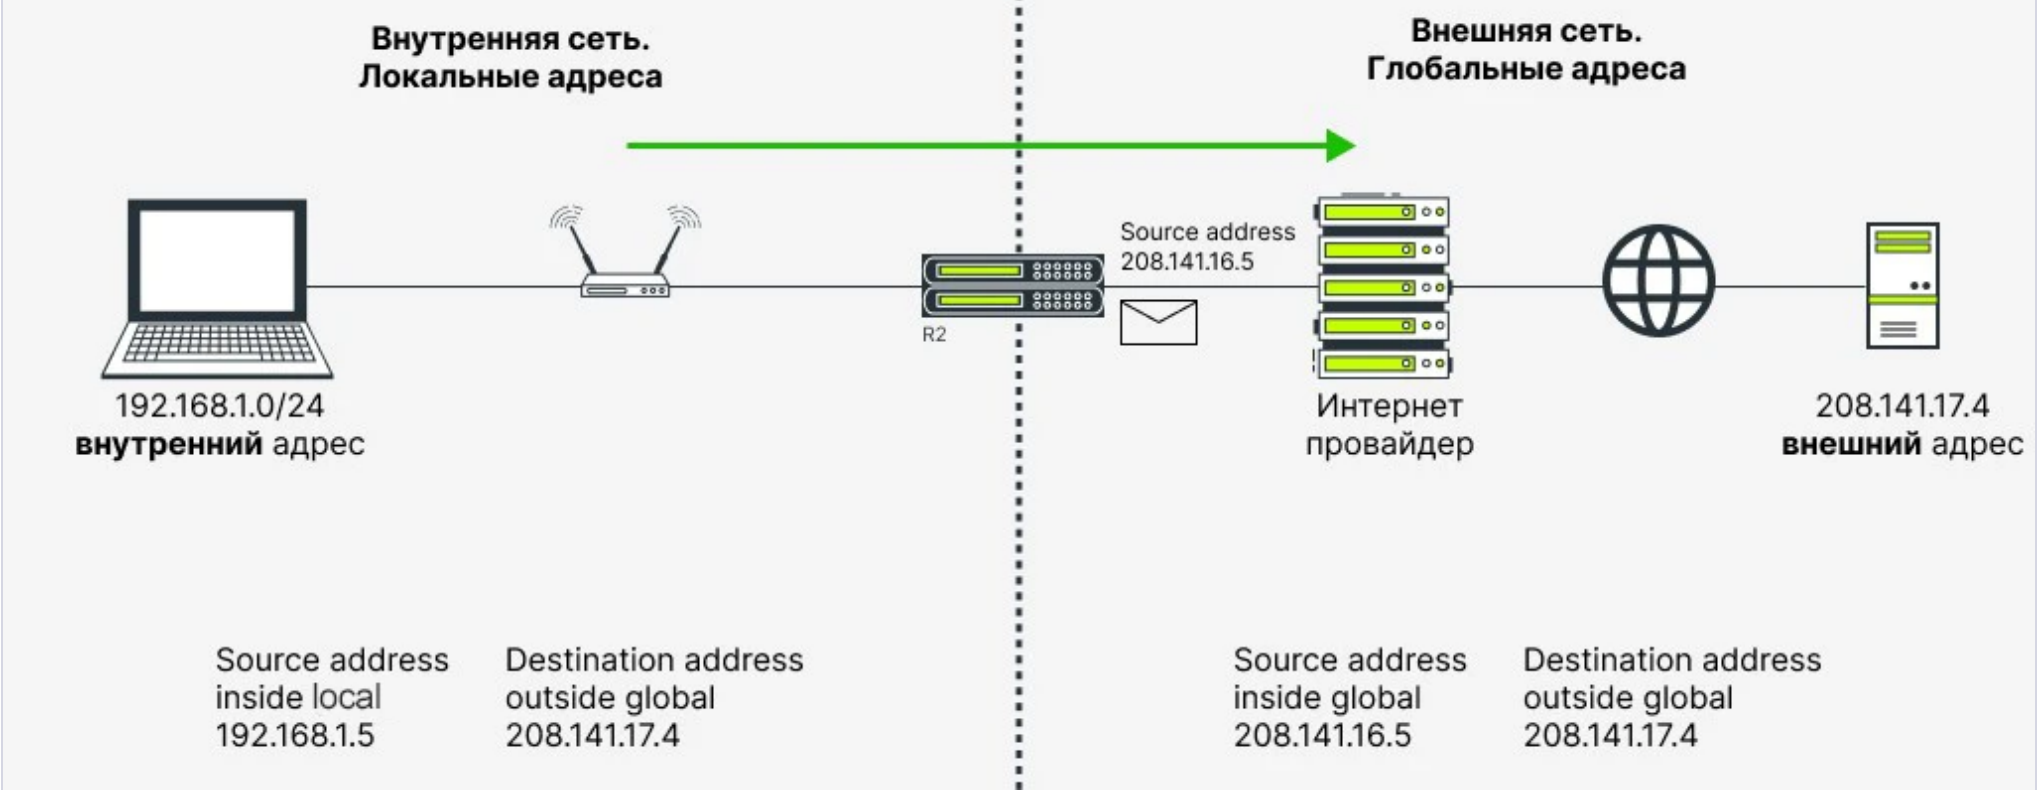 Внутренняя сеть.
Локальные адреса
Внешняя сеть.
Глобальные адреса
Source address
208.141.16.5
R2
192.168.1.0/24
внутренний адрес
Интернет
провайдер
208.141.17.4
внешний адрес
Source address
inside local
192.168.1.5
Destination address
outside global
208.141.17.4
Source address
inside global
208.141.16.5
Destination address
outside global
208.141.17.4